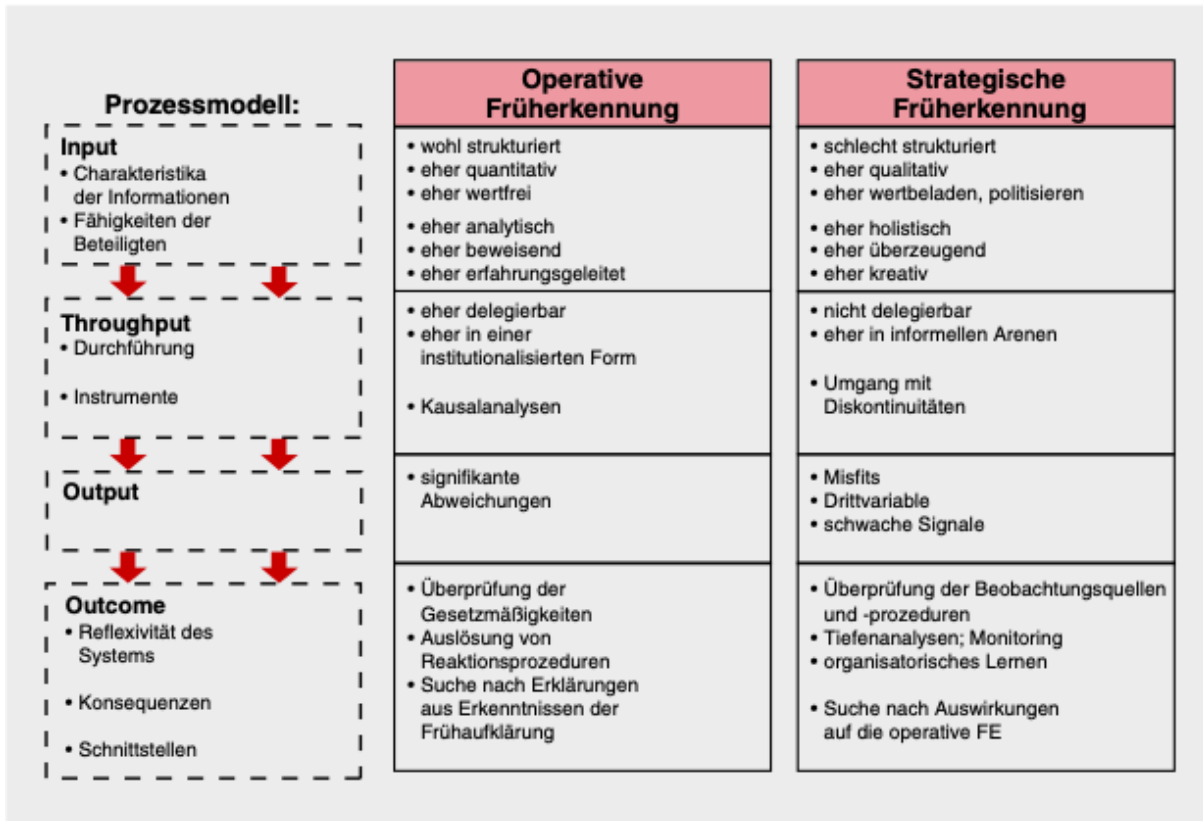 Prozessmodell:
Input
• Charakteristika
der Informationen
• Fähigkeiten der
Beteiligten
Throughput
• Durchführung
• Instrumente
Output
Outcome
• Reflexivität des
Systems
• Konsequenzen
• Schnittstellen
Operative
Früherkennung
• wohl strukturiert
• eher quantitativ
• eher wertfrei
• eher analytisch
• eher beweisend
• eher erfahrungsgeleitet
• eher delegierbar
• eher in einer
institutionalisierten Form
• Kausalanalysen
• signifikante
Abweichungen
• Überprüfung der
Gesetzmäßigkeiten
• Auslösung von
Reaktionsprozeduren
• Suche nach Erklärungen
aus Erkenntnissen der
Frühaufklärung
Strategische
Früherkennung
• schlecht strukturiert
• eher qualitativ
• eher wertbeladen, politisieren
• eher holistisch
• eher überzeugend
• eher kreativ
• nicht delegierbar
• eher in informellen Arenen
• Umgang mit
Diskontinuitäten
• Misfits
• Drittvariable
• schwache Signale
• Überprüfung der Beobachtungsquellen
und -prozeduren
• Tiefenanalysen; Monitoring
• organisatorisches Lernen
• Suche nach Auswirkungen
auf die operative FE